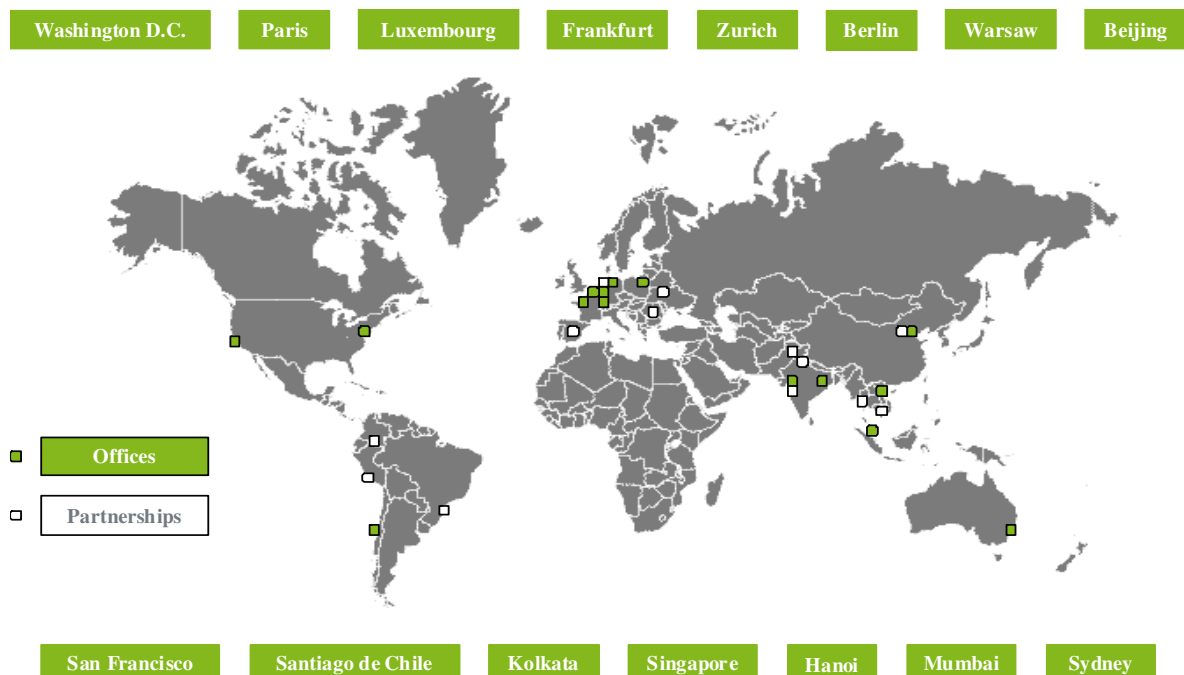 Washington D.C.
Paris
Luxembourg
Frankfurt
Zurich
Berlin
Warsaw
Beijing
Offices
Partnerships
San Francisco
Santiago de Chile
Kolkata
Singapore
Hanoi
Mumbai
Sydney